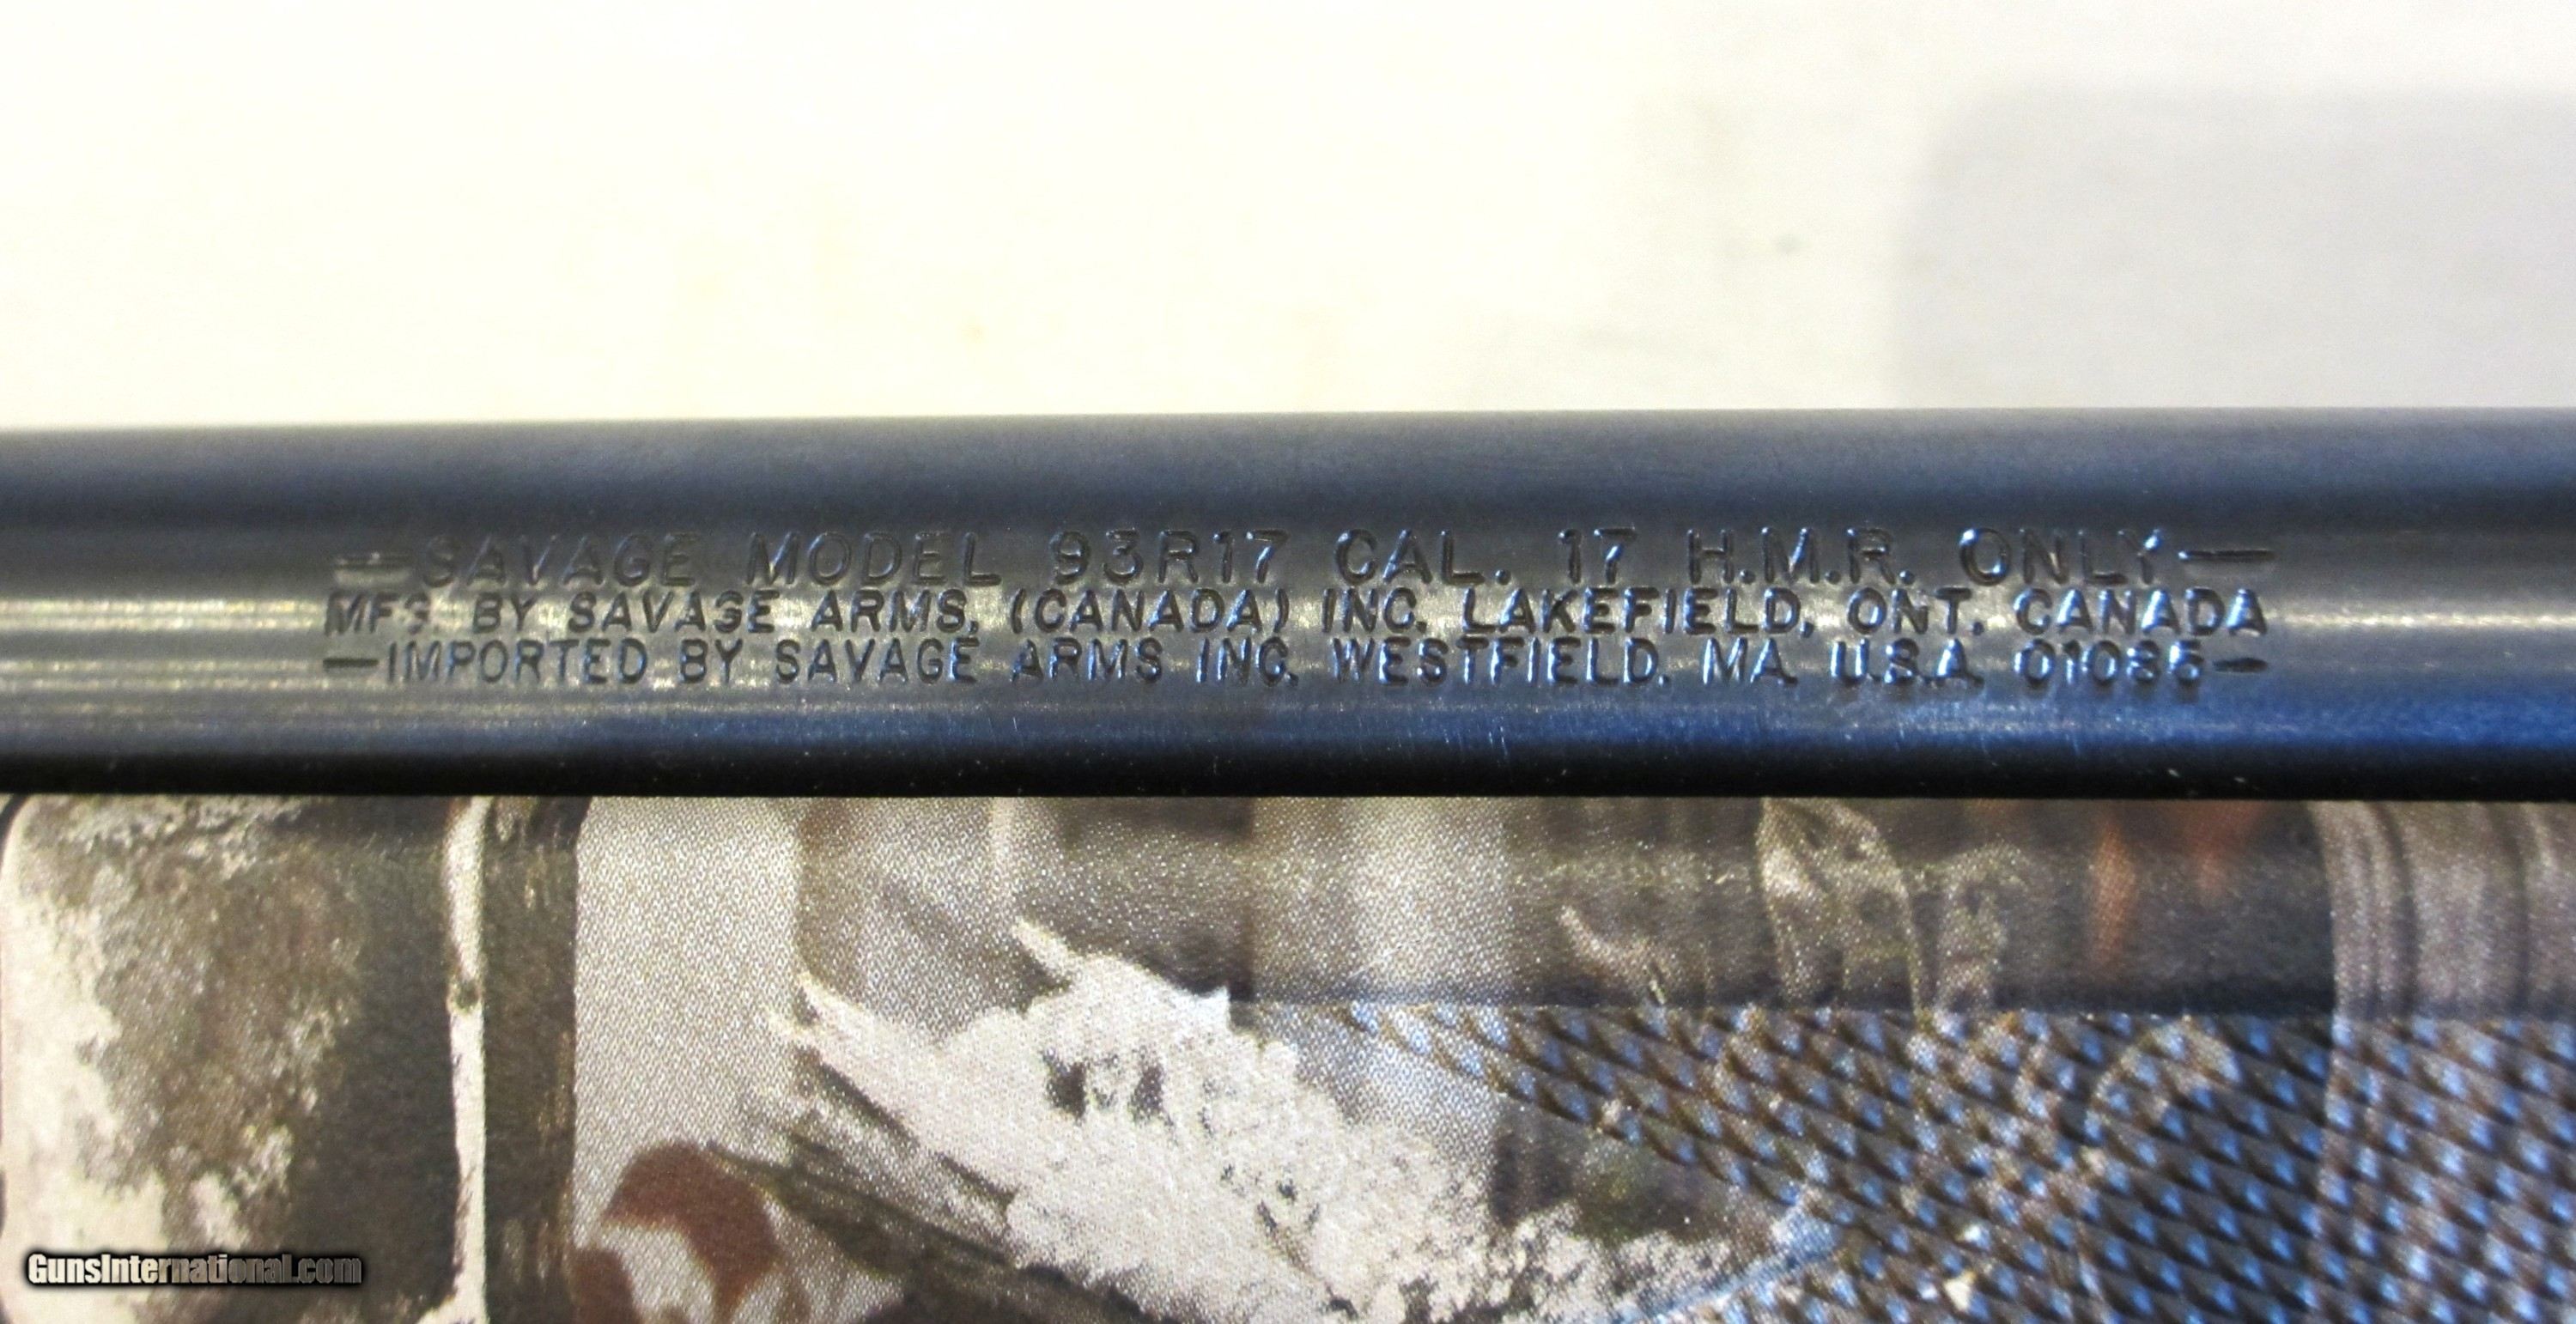 —SAVAGE MODEL 93R17 CAL. 17 H.M.R. ONLY—
MFG. BY SAVAGE ARMS, (CANADA) INC. LAKEFIELD, ONT. CANADA
—IMPORTED BY SAVAGE ARMS INC. WESTFIELD, MA. U.S.A. 01085—
GunsInternational.com